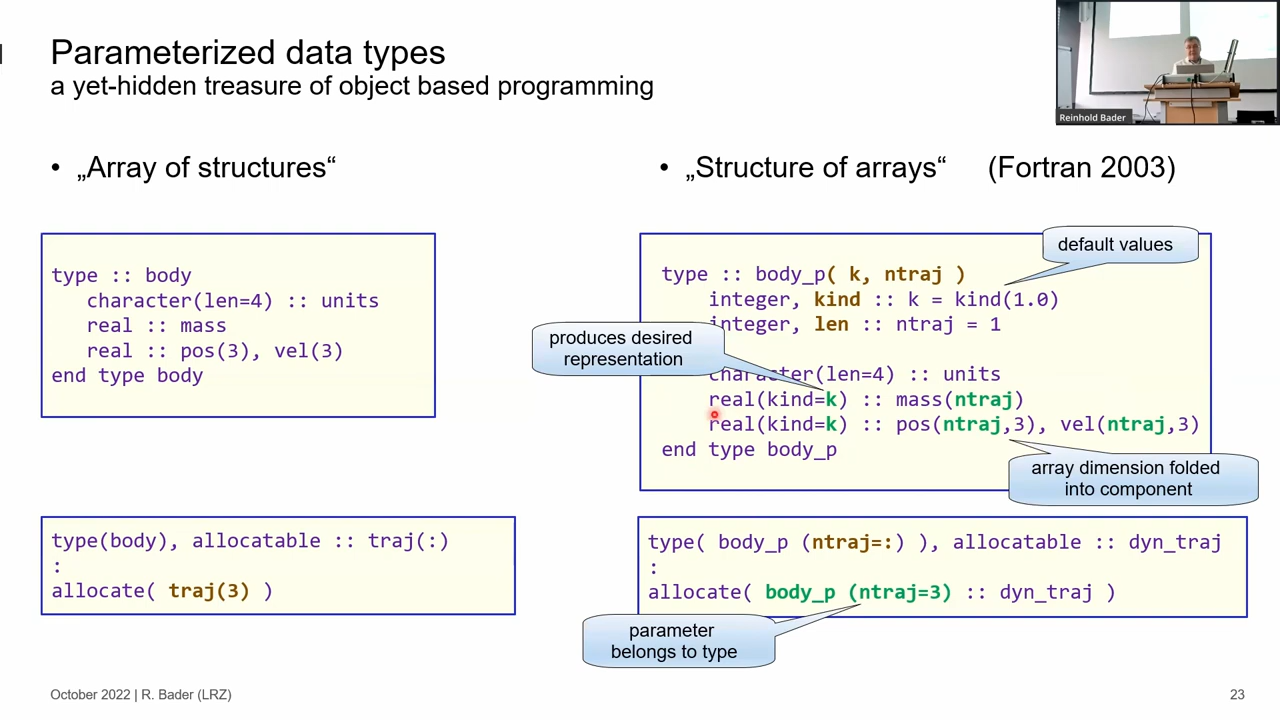 Parameterized data types
a yet-hidden treasure of object based programming
Reinhold Bader
• „Array of structures“
type :: body
character(len=4) :: units
real :: mass
real :: pos(3), vel(3)
end type body
type(body), allocatable :: traj(:)
:
allocate( traj(3) )
• „Structure of arrays“ (Fortran 2003)
default values
type :: body_p( k, ntraj )
integer, kind :: k = kind(1.0)
integer, len :: ntraj = 1
produces desired
representation
character(len=4) :: units
real(kind=k) :: mass(ntraj)
real(kind=k) :: pos(ntraj,3), vel(ntraj,3)
end type body_p
array dimension folded
into component
type( body_p (ntraj=:) ), allocatable :: dyn_traj
:
allocate( body_p (ntraj=3) :: dyn_traj )
parameter
belongs to type
October 2022 | R. Bader (LRZ)
23